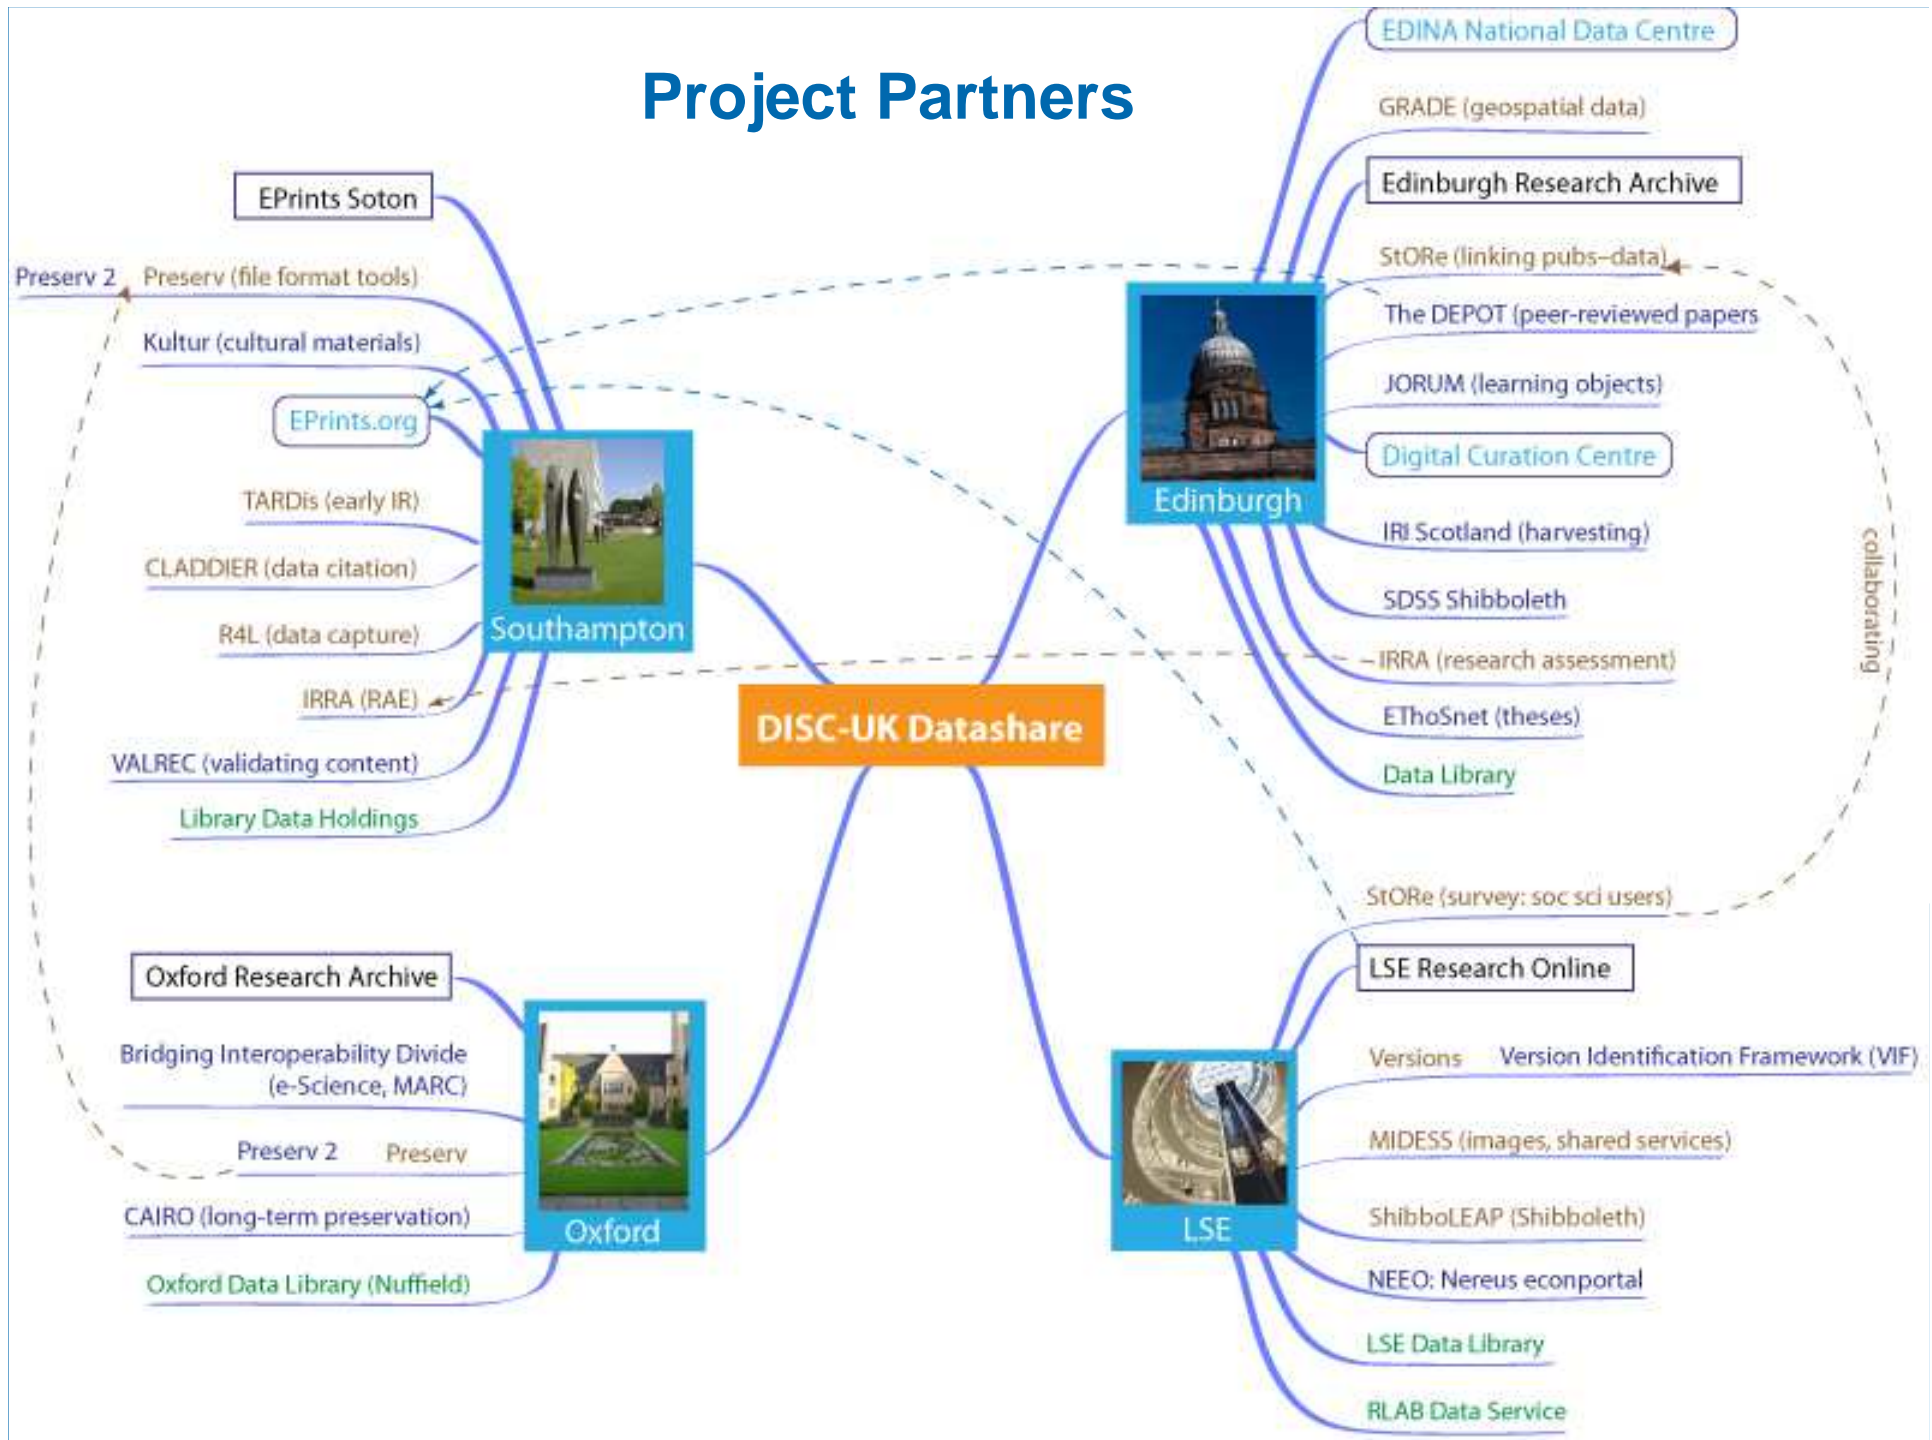 Project Partners
EPrints Soton
Preserv 2 Preserv (file format tools)
Kultur (cultural materials)
EPrints.org
TARDis (early IR)
CLADDIER (data citation)
R4L (data capture)
IRRA (RAE)
VALREC (validating content)
Library Data Holdings
Southampton
EDINA National Data Centre
GRADE (geospatial data)
Edinburgh Research Archive
StORe (linking pubs–data)
The DEPOT (peer-reviewed papers
JORUM (learning objects)
Digital Curation Centre
IRI Scotland (harvesting)
SDSS Shibboleth
IRRA (research assessment)
EThoSnet (theses)
Data Library
Edinburgh
collaborating
DISC-UK Datashare
Oxford Research Archive
Bridging Interoperability Divide
(e-Science, MARC)
Preserv 2 Preserv
CAIRO (long-term preservation)
Oxford Data Library (Nuffield)
Oxford
StORe (survey: soc sci users)
LSE Research Online
Versions Version Identification Framework (VIF)
MIDESS (images, shared services)
ShibboLEAP (Shibboleth)
NEEO: Nereus econportal
LSE Data Library
RLAB Data Service
LSE